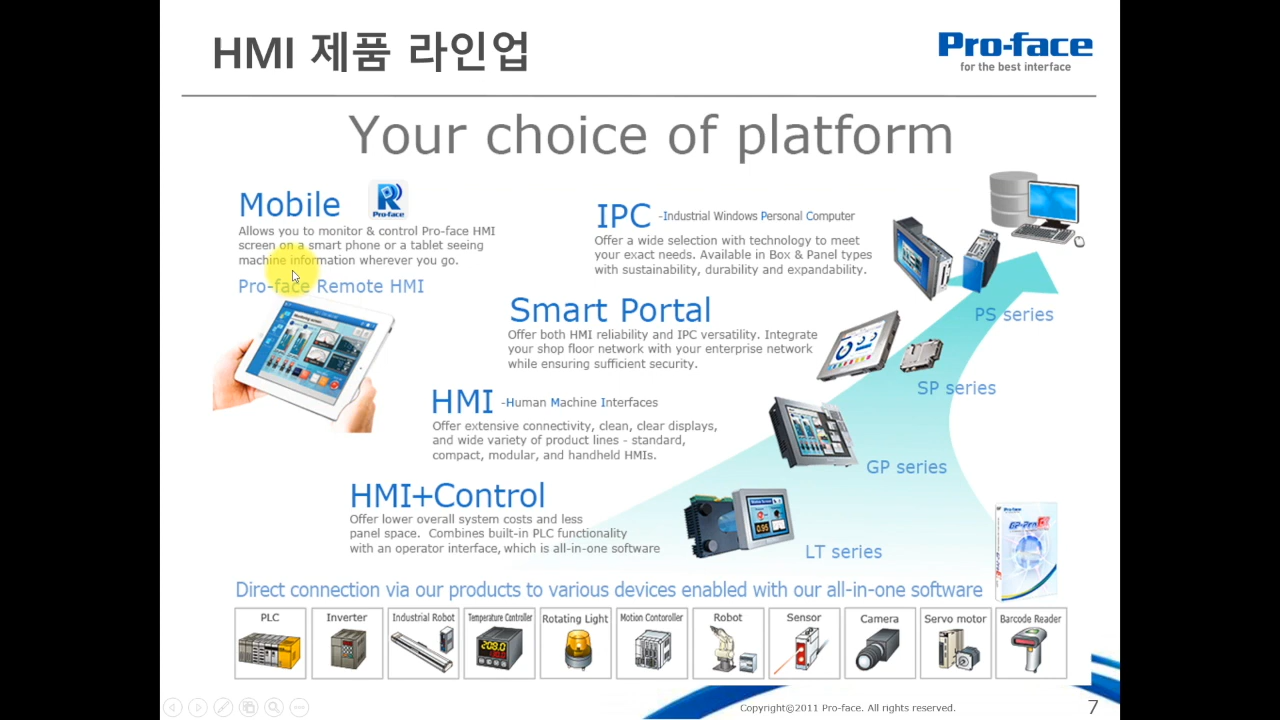 HMI 제품 라인업
Pro-face
for the best interface
Your choice of platform
Mobile
Pro-face
Allows you to monitor & control Pro-face HMI
screen on a smart phone or a tablet seeing
machine information wherever you go.
Pro-face Remote HMI
IPC -Industrial Windows Personal Computer
Offer a wide selection with technology to meet
your exact needs. Available in Box & Panel types
with sustainability, durability and expandability.
PS series
Smart Portal
Offer both HMI reliability and IPC versatility. Integrate
your shop floor network with your enterprise network
while ensuring sufficient security.
SP series
HMI -Human Machine Interfaces
Offer extensive connectivity, clean, clear displays,
and wide variety of product lines - standard,
compact, modular, and handheld HMIs.
GP series
HMI+Control
Offer lower overall system costs and less
panel space. Combines built-in PLC functionality
with an operator interface, which is all-in-one software
LT series
Direct connection via our products to various devices enabled with our all-in-one software
PLC
Inverter
Industrial Robot
Temperature Controller
Rotating Light
Motion Contoroller
Robot
Sensor
Camera
Servo motor
Barcode Reader
Copyright©2011 Pro-face. All rights reserved.
7